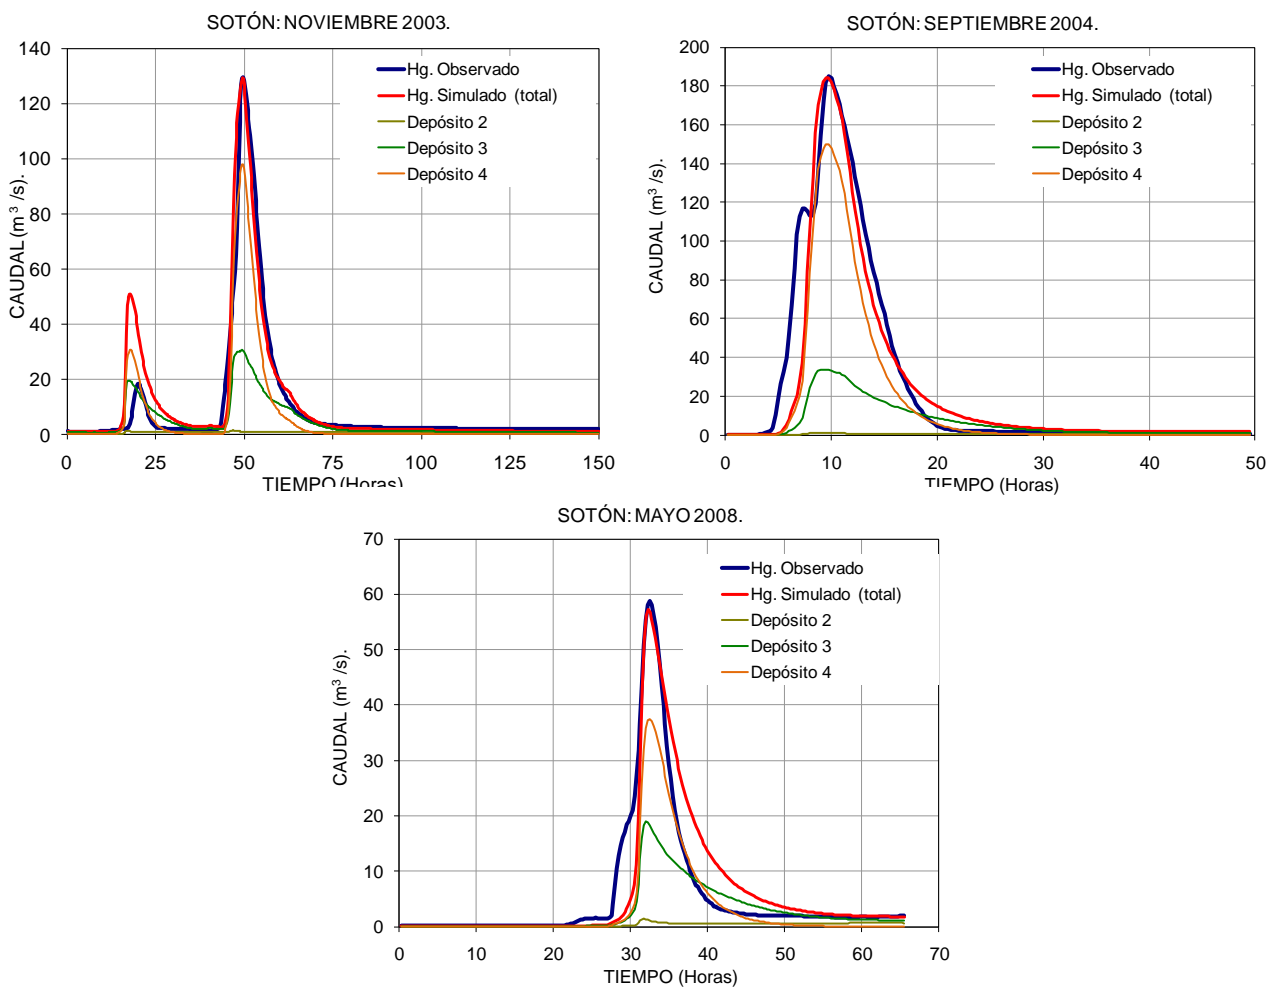 SOTÓN: NOVIEMBRE 2003.
CAUDAL (m³ /s).
140
120
100
80
60
40
20
0
Hg. Observado
Hg. Simulado (total)
Depósito 2
Depósito 3
Depósito 4
0 25 50 75 100 125 150
TIEMPO (Horas)
SOTÓN: SEPTIEMBRE 2004.
CAUDAL (m³ /s).
200
180
160
140
120
100
80
60
40
20
0
Hg. Observado
Hg. Simulado (total)
Depósito 2
Depósito 3
Depósito 4
0 10 20 30 40 50
TIEMPO (Horas)
SOTÓN: MAYO 2008.
CAUDAL (m³ /s).
70
60
50
40
30
20
10
0
Hg. Observado
Hg. Simulado (total)
Depósito 2
Depósito 3
Depósito 4
0 10 20 30 40 50 60 70
TIEMPO (Horas)